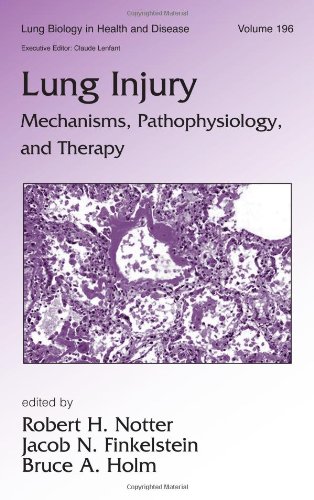 Lung Biology in Health and Disease Volume 196
Executive Editor: Claude Lenfant
Lung Injury
Mechanisms, Pathophysiology,
and Therapy
edited by
Robert H. Notter
Jacob N. Finkelstein
Bruce A. Holm